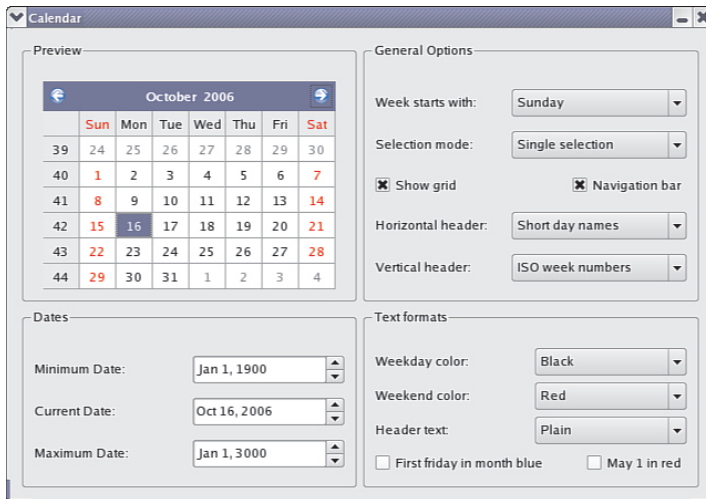 Calendar
Preview
October 2006
Sun Mon Tue Wed Thu Fri Sat
39 24 25 26 27 28 29 30
40 1 2 3 4 5 6 7
41 8 9 10 11 12 13 14
42 15 16 17 18 19 20 21
43 22 23 24 25 26 27 28
44 29 30 31 1 2 3 4
General Options
Week starts with: Sunday
Selection mode: Single selection
Show grid Navigation bar
Horizontal header: Short day names
Vertical header: ISO week numbers
Dates
Minimum Date: Jan 1, 1900
Current Date: Oct 16, 2006
Maximum Date: Jan 1, 3000
Text formats
Weekday color: Black
Weekend color: Red
Header text: Plain
First friday in month blue May 1 in red